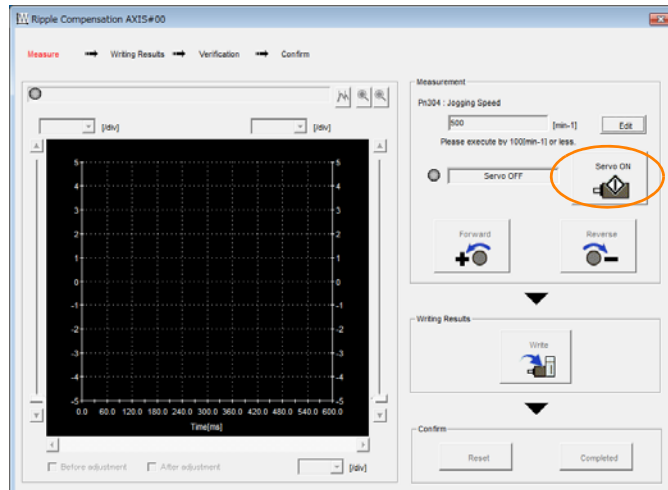 Ripple Compensation AXIS#00
Measure Writing Results Verification Confirm
Measurement
Pn304 : Jogging Speed
500 [min-1] Edit
Please execute by 100[min-1] or less.
Servo OFF
Servo ON
Forward
Reverse
[/div] [/div]
5 5
4 4
3 3
2 2
1 1
0 0
-1 -1
-2 -2
-3 -3
-4 -4
-5 -5
0.0 60.0 120.0 180.0 240.0 300.0 360.0 420.0 480.0 540.0 600.0
Time[ms]
Before adjustment After adjustment [/div]
Writing Results
Write
Confirm
Reset Completed